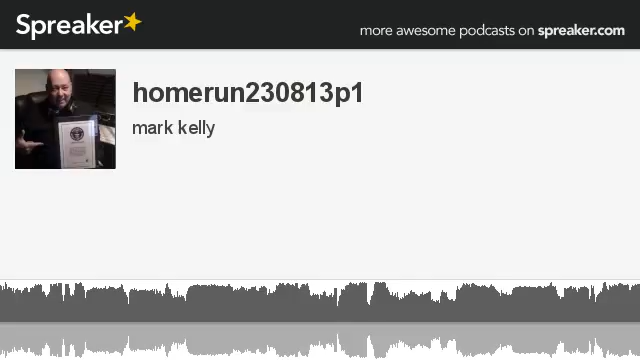 Spreaker
more awesome podcasts on spreaker.com
homerun230813p1
mark kelly